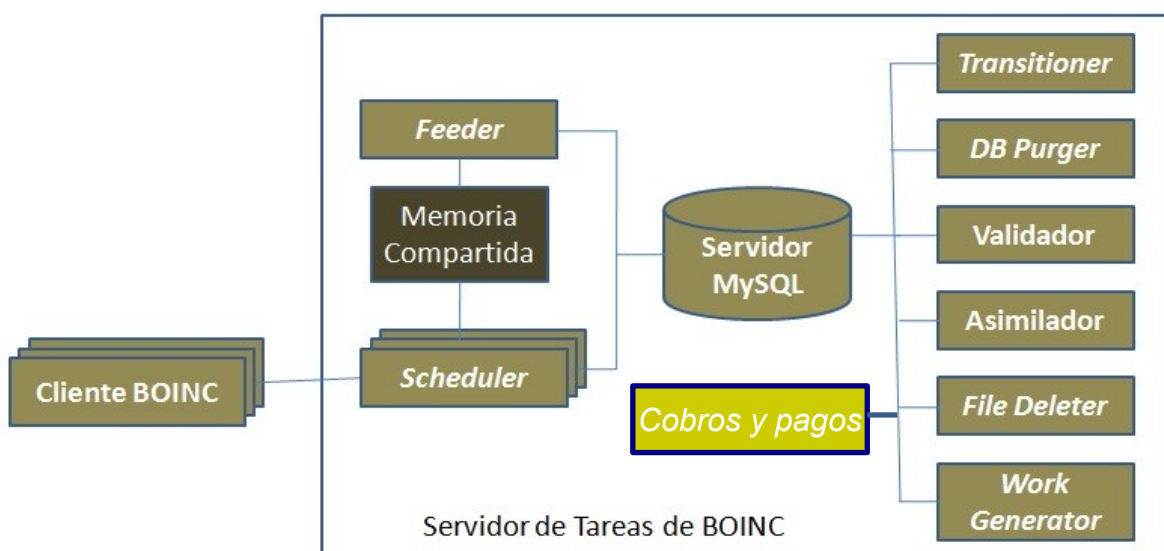 Transitioner
Feeder
DB Purger
Memoria
Compartida
Servidor
MySQL
Validador
Asimilador
Cliente BOINC
Scheduler
Cobros y pagos
File Deleter
Work
Generator
Servidor de Tareas de BOINC